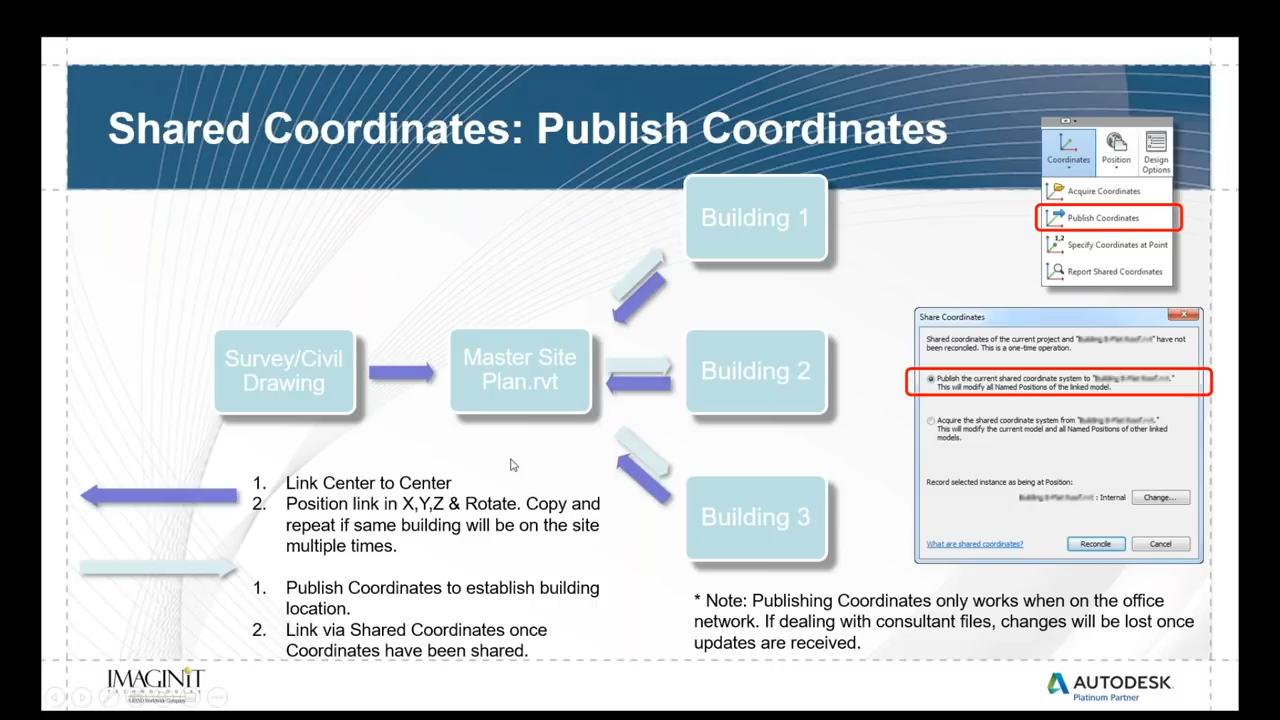 Shared Coordinates: Publish Coordinates
Coordinates
Position
Design
Options
Acquire Coordinates
Publish Coordinates
Specify Coordinates at Point
Report Shared Coordinates
Building 1
Survey/Civil
Drawing
Master Site
Plan.rvt
Building 2
Building 3
Share Coordinates
Shared coordinates of the current project and " " have not
been reconciled. This is a one-time operation.
Publish the current shared coordinate system to " ."
This will modify all Named Positions of the linked model.
Acquire the shared coordinate system from " ."
This will modify the current model and all Named Positions of other linked
models.
Record selected instance as being at Position:
: Internal
Change...
What are shared coordinates?
Reconcile
Cancel
1. Link Center to Center
2. Position link in X,Y,Z & Rotate. Copy and
repeat if same building will be on the site
multiple times.
1. Publish Coordinates to establish building
location.
2. Link via Shared Coordinates once
Coordinates have been shared.
* Note: Publishing Coordinates only works when on the office
network. If dealing with consultant files, changes will be lost once
updates are received.
IMAGINiT
TECHNOLOGIES
AUTODESK.
Platinum Partner